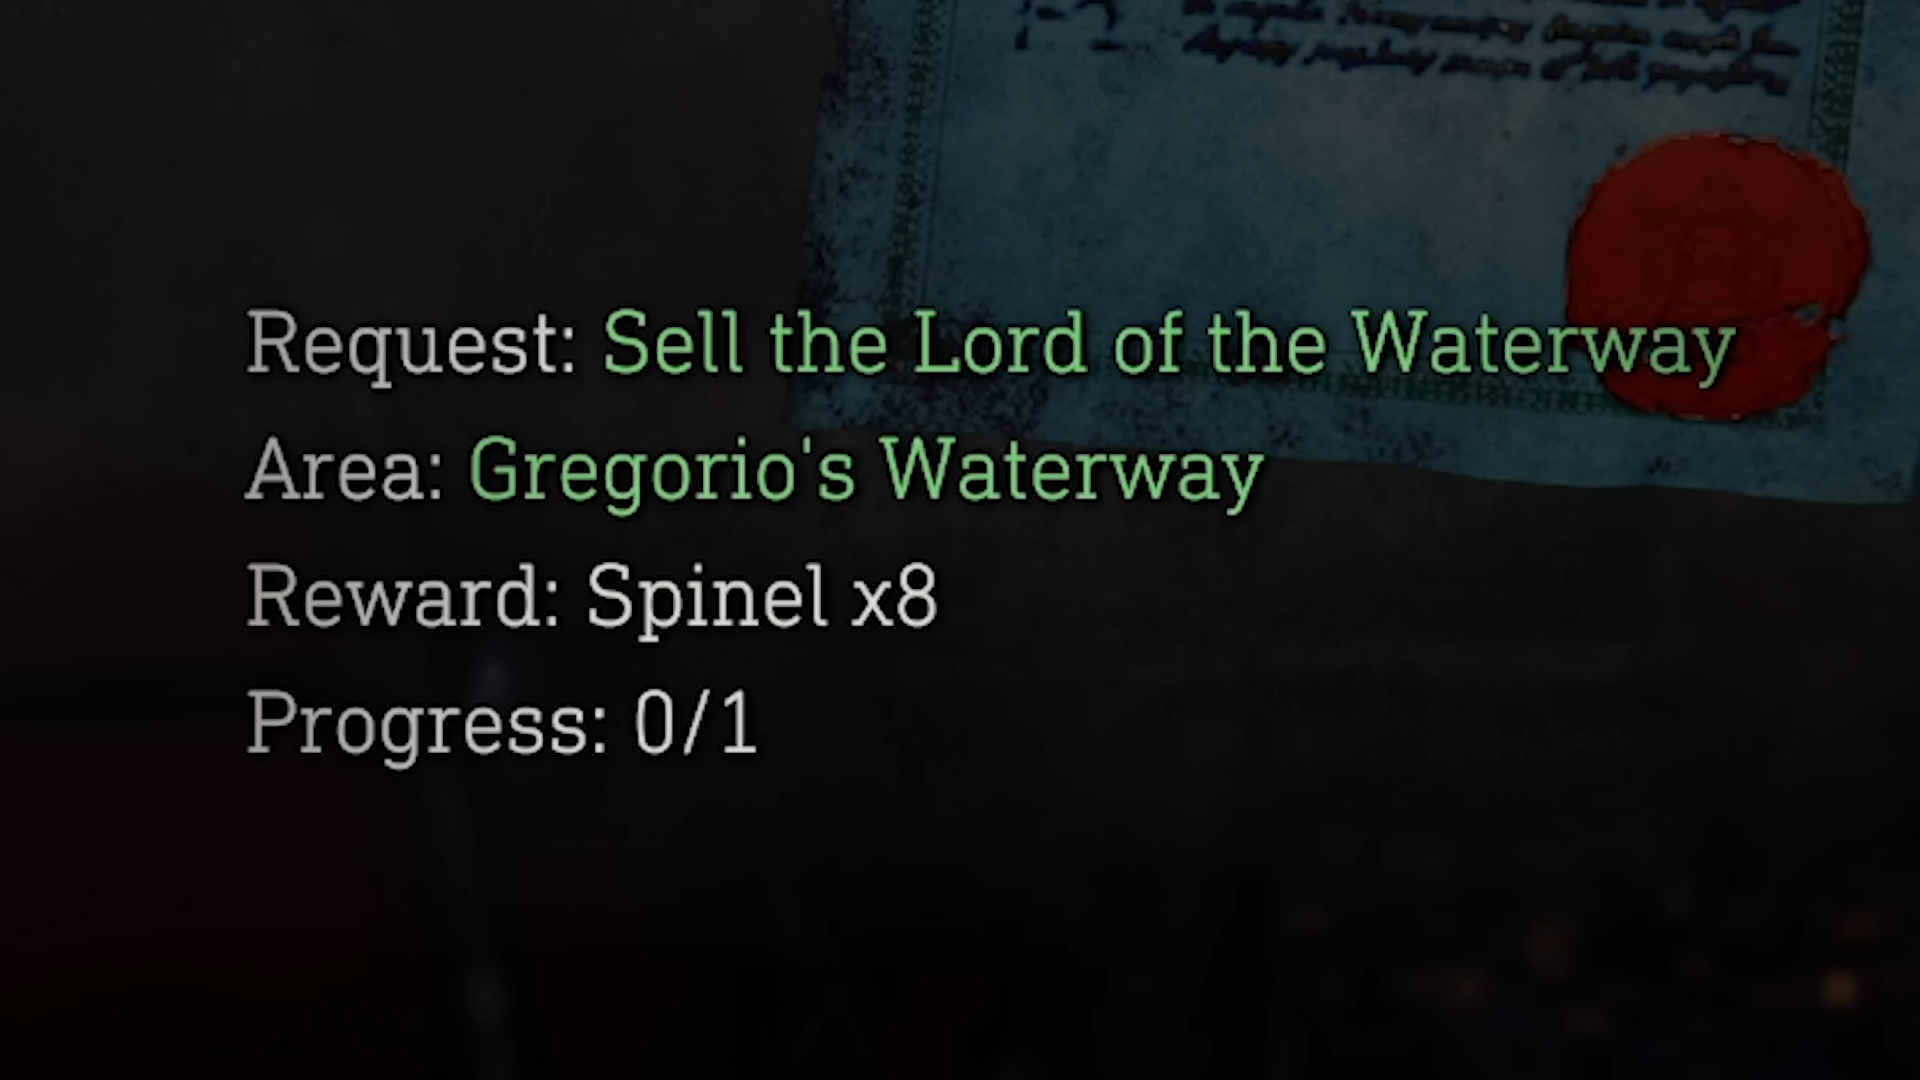 Request: Sell the Lord of the Waterway
Area: Gregorio's Waterway
Reward: Spinel x8
Progress: 0/1